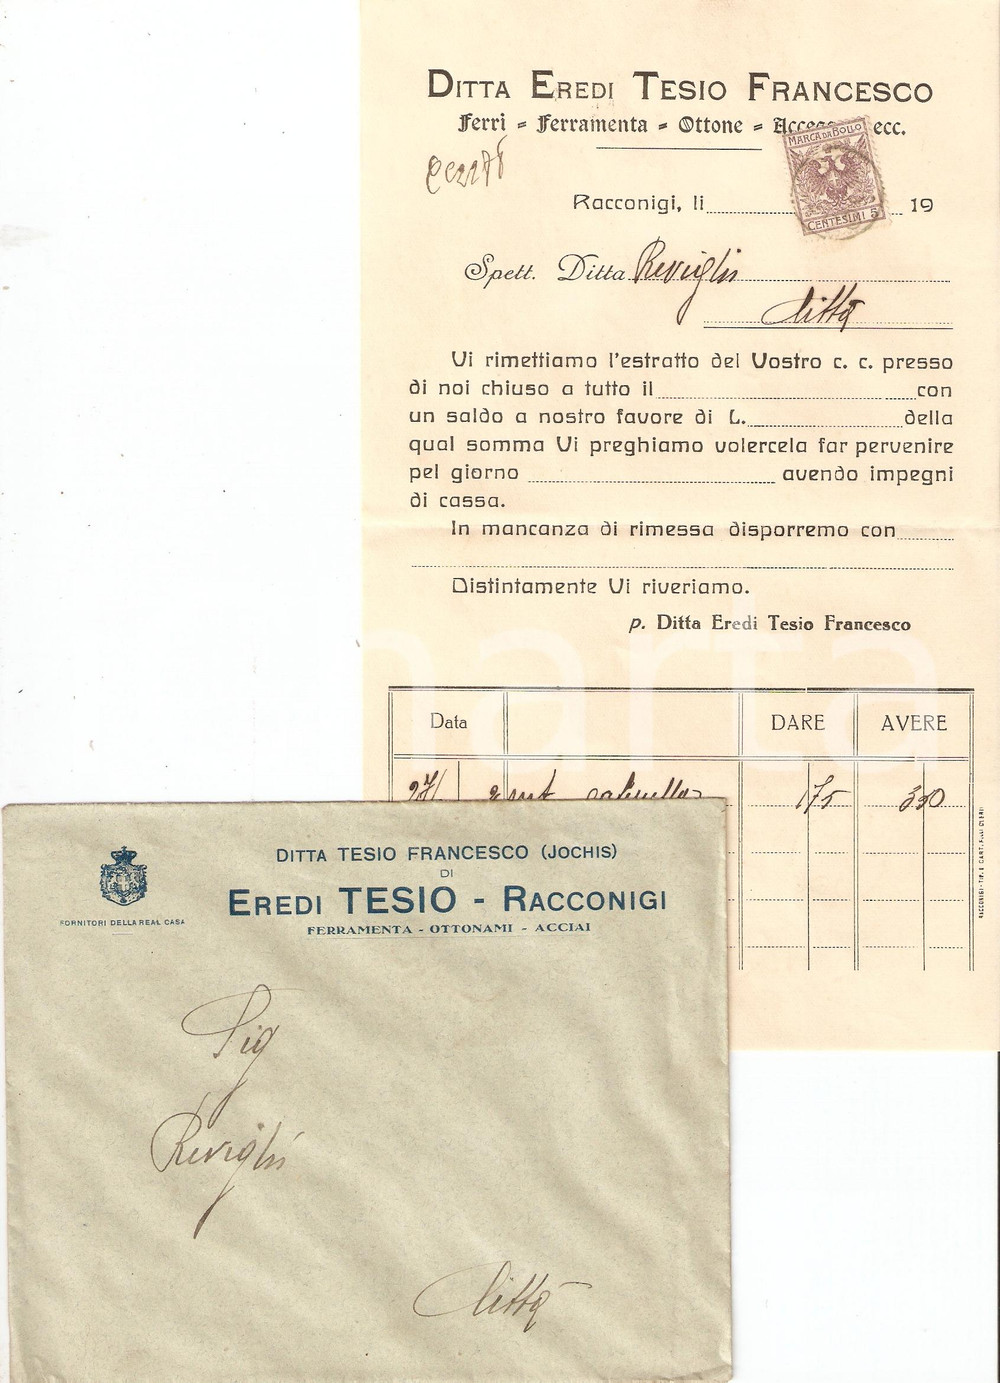 DITTA EREDI TESIO FRANCESCO
Ferri - Ferramenta - Ottone - ecc.
MARCA DA BOLLO
CENTESIMI 5
Racconigi, li 19
Spett. Ditta Reviglio
Città
Vi rimettiamo l'estratto del Vostro c. c. presso
di noi chiuso a tutto il con
un saldo a nostro favore di L. della
qual somma Vi preghiamo volercela far pervenire
pel giorno avendo impegni
di cassa.
In mancanza di rimessa disporremo con
Distintamente Vi riveriamo.
p. Ditta Eredi Tesio Francesco
Data DARE AVERE
27/ 2 175 350
FORNITORI DELLA REAL CASA
DITTA TESIO FRANCESCO (JOCHIS)
DI
EREDI TESIO - RACCONIGI
FERRAMENTA - OTTONAMI - ACCIAI
Sig
Reviglio
Città